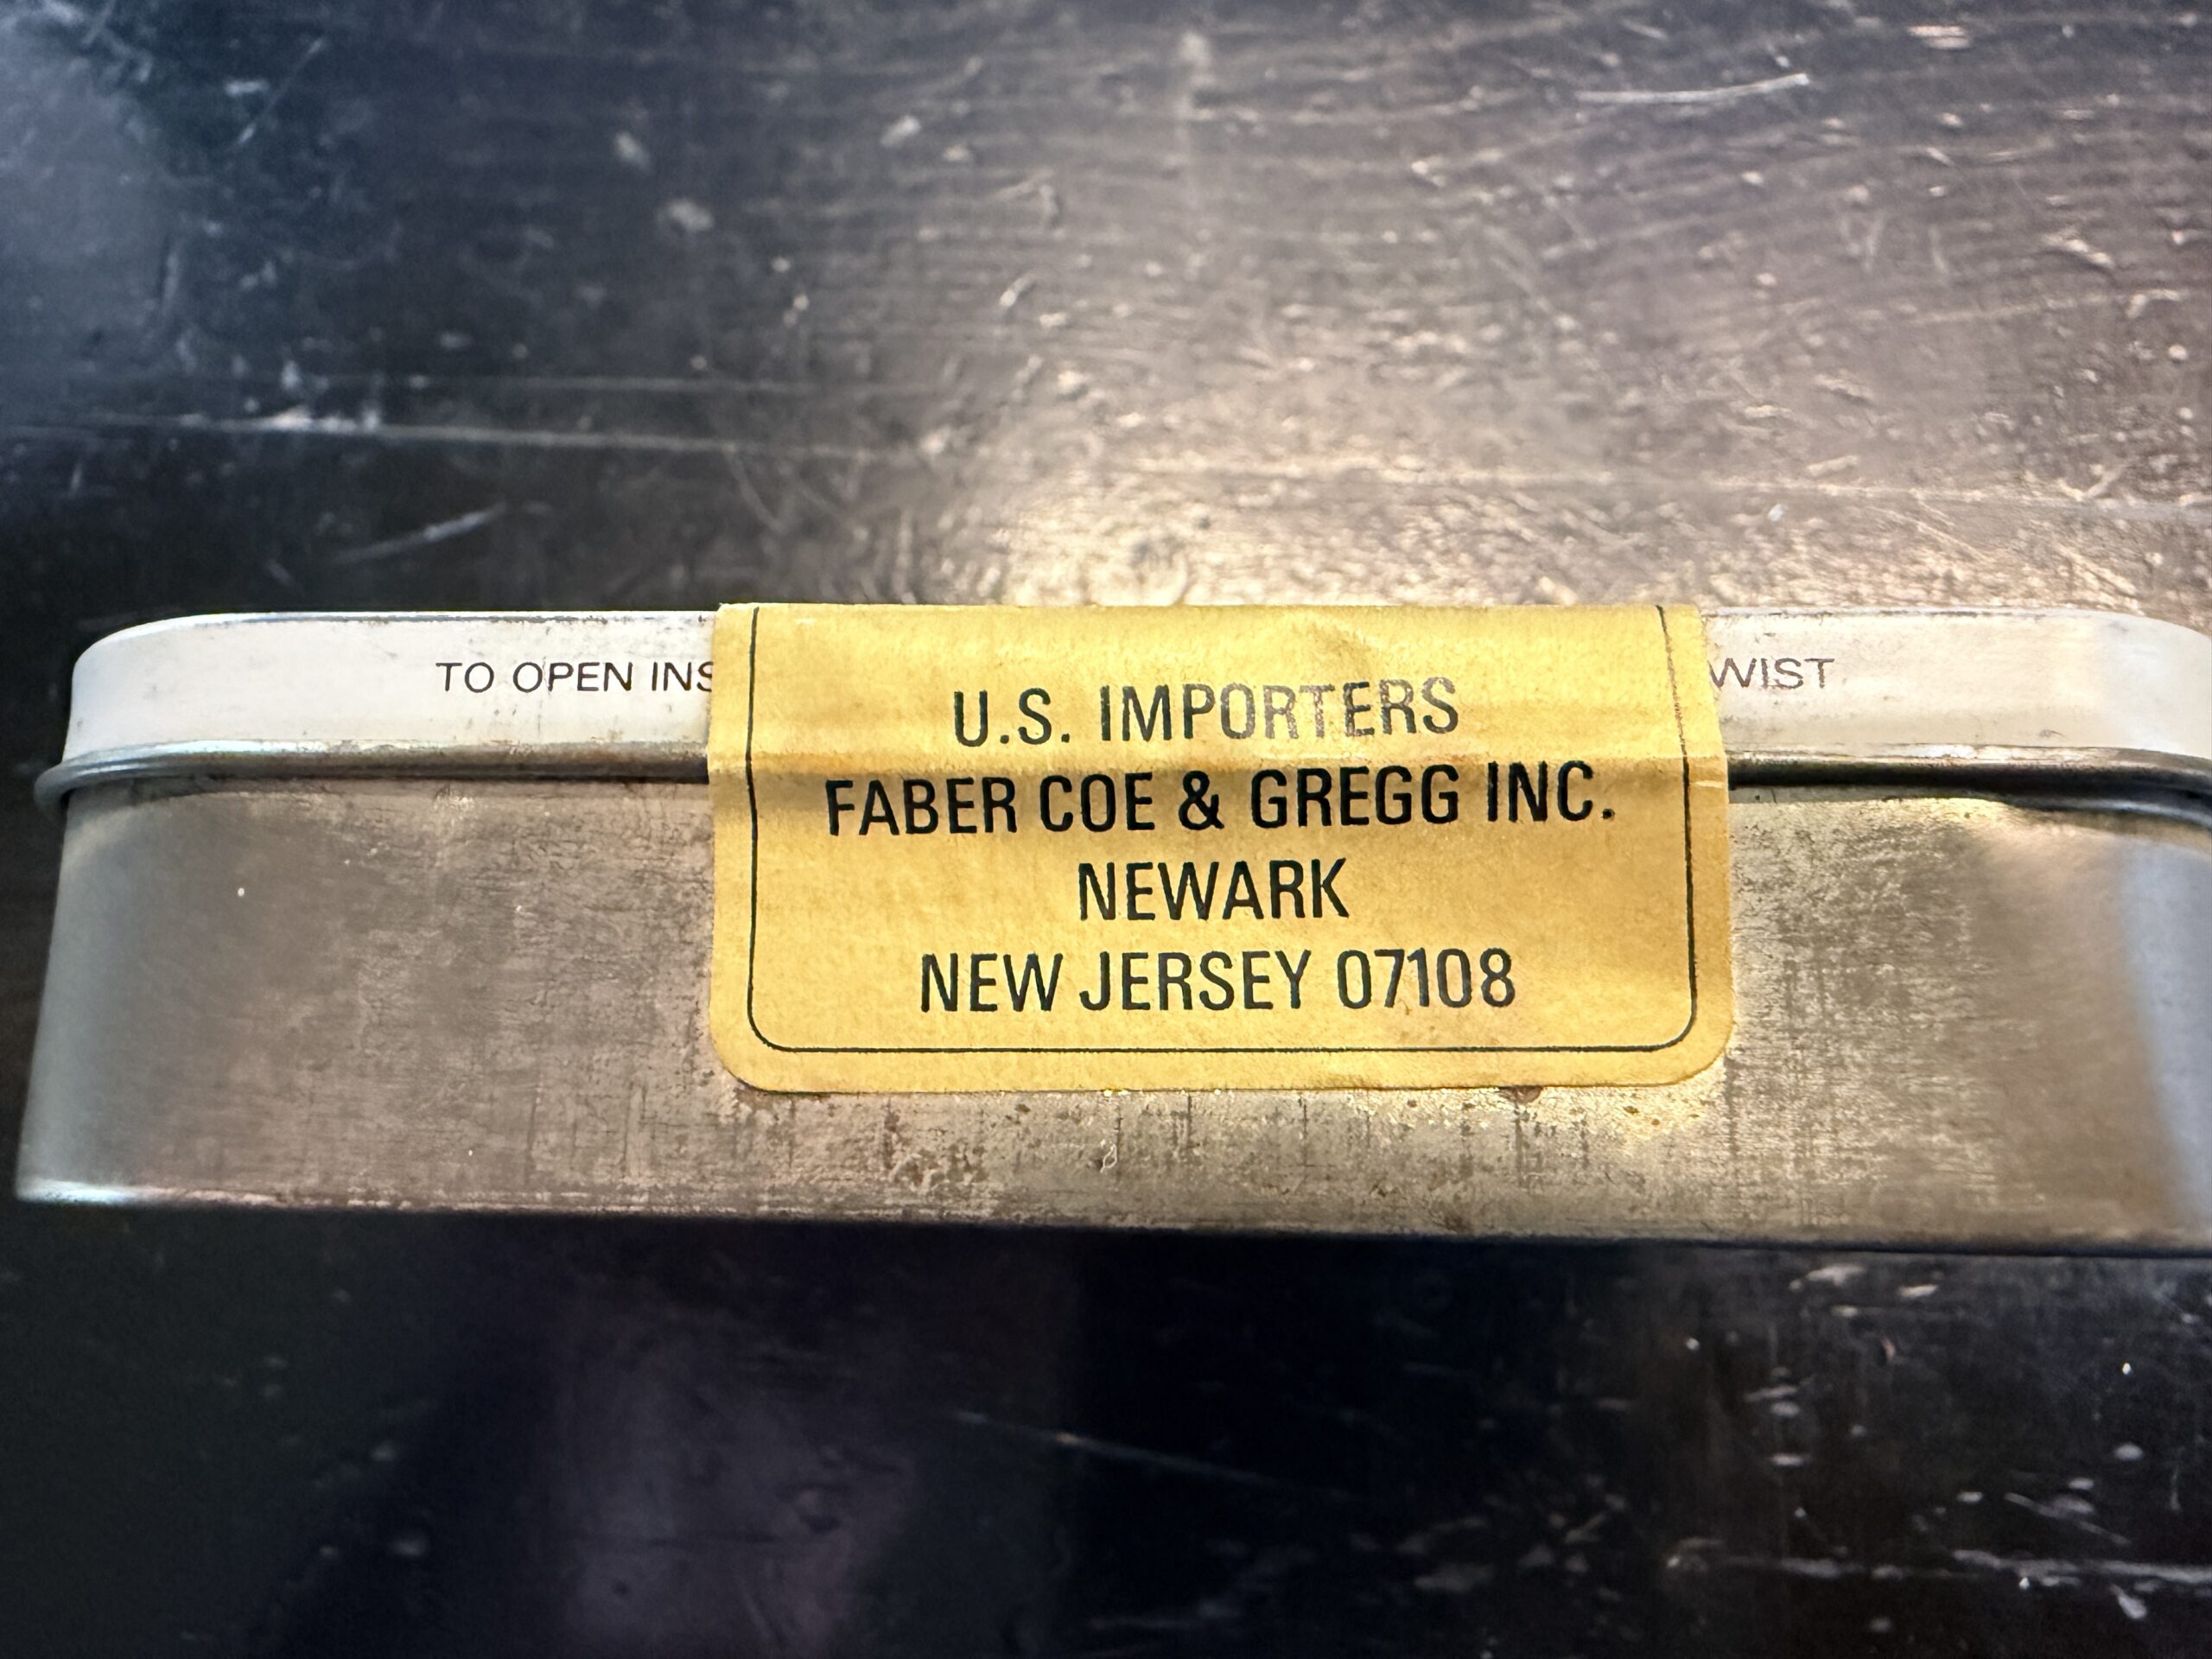 TO OPEN INS WIST
U.S. IMPORTERS
FABER COE & GREGG INC.
NEWARK
NEW JERSEY 07108